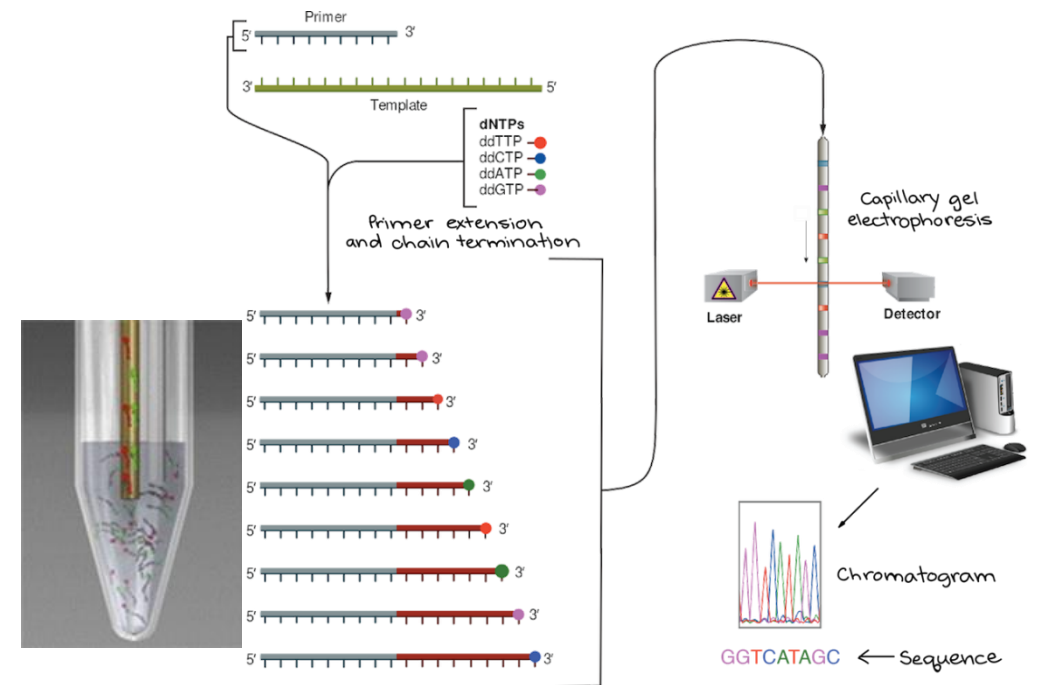 Primer
5′ 3′
3′ 5′
Template
dNTPs
ddTTP
ddCTP
ddATP
ddGTP
Primer extension
and chain termination
5′ 3′
5′ 3′
5′ 3′
5′ 3′
5′ 3′
5′ 3′
5′ 3′
5′ 3′
5′ 3′
Capillary gel
electrophoresis
Laser
Detector
Chromatogram
GGTCATAGC
Sequence